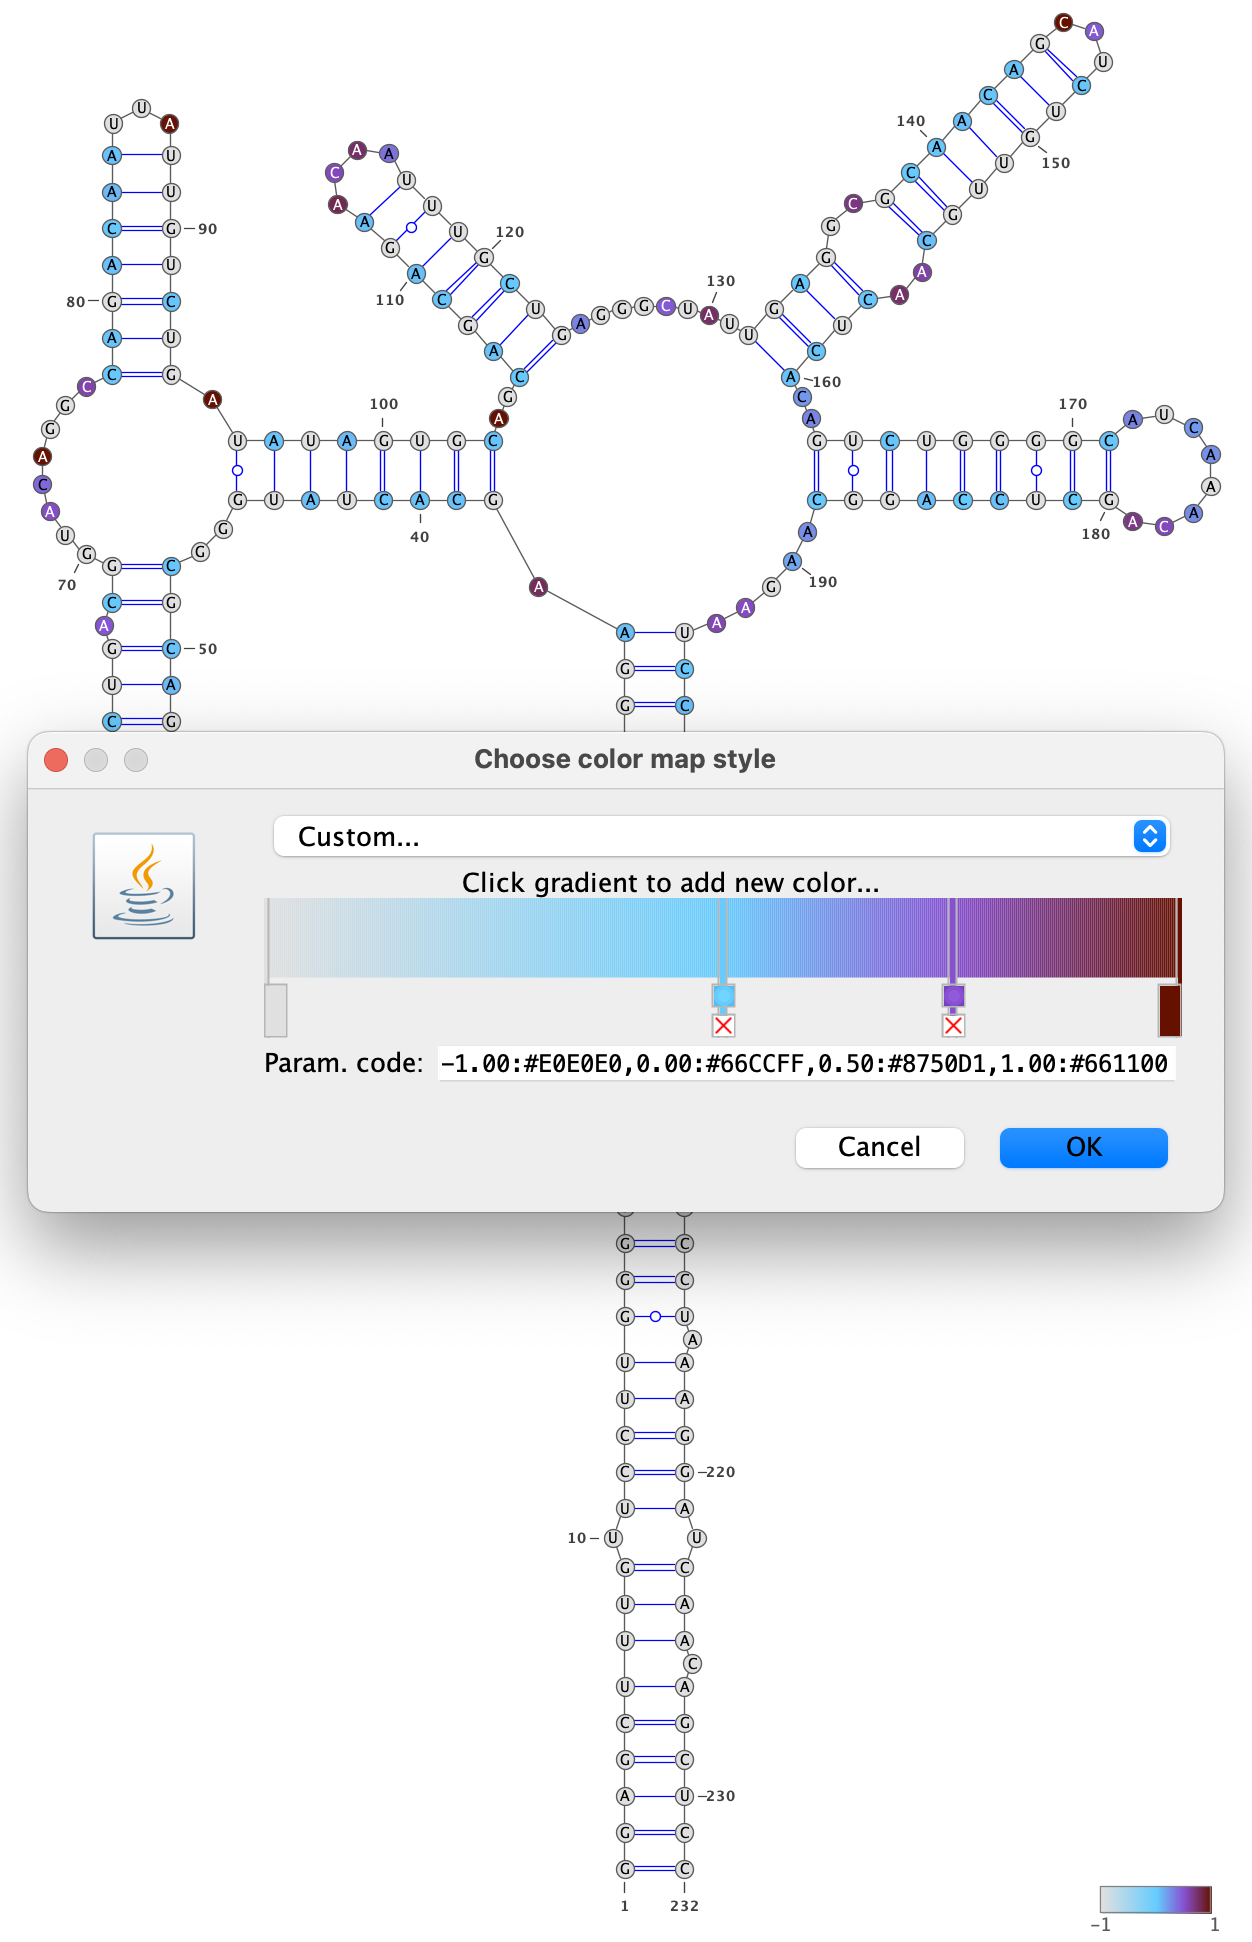 U U A
A U
A U
C G 90
A U
80 G C
A U
C G
C G G A C A U G
70
A
U A U A G U G C
100
G U A U C A C G
40
G G
G C
C G
A
G C 50
U A
C G
A G
C A G C A G A A C A A A U U U G C U G
110
120
A G G G C U A U
130
U G A G G C G C A A C A G C A U C U G U U G C A A C U C A
140
150
160
C A
G U C U G G G G C A U C A A A C A G C U C C A G G C
170
180
A A G A A
190
A
A U
G C
G C
Choose color map style
Custom...
Click gradient to add new color...
Param. code: -1.00:#E0E0E0,0.00:#66CCFF,0.50:#8750D1,1.00:#661100
Cancel
OK
G C
G C
G U
A
U A
U A
C G
C G 220
U A
10 U U
G C
U A
U A
C
U A
C G
G C
A U 230
G C
G C
1 232
-1 1